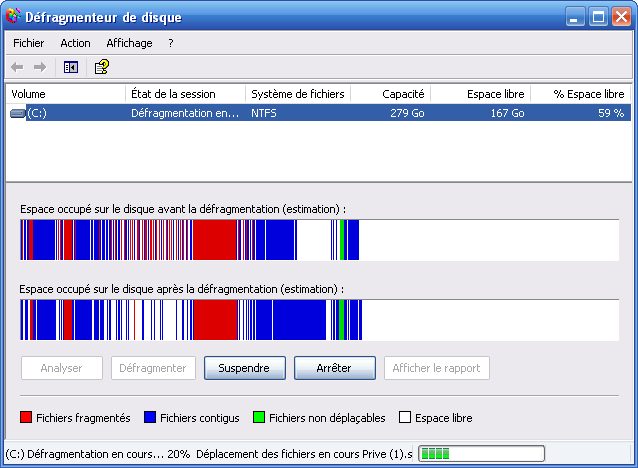 Défragmenteur de disque
Fichier Action Affichage ?
Volume État de la session Système de fichiers Capacité Espace libre % Espace libre
(C:) Défragmentation en... NTFS 279 Go 167 Go 59 %
Espace occupé sur le disque avant la défragmentation (estimation) :
Espace occupé sur le disque après la défragmentation (estimation) :
Analyser Défragmenter Suspendre Arrêter Afficher le rapport
Fichiers fragmentés Fichiers contigus Fichiers non déplaçables Espace libre
(C:) Défragmentation en cours... 20% Déplacement des fichiers en cours Prive (1).s